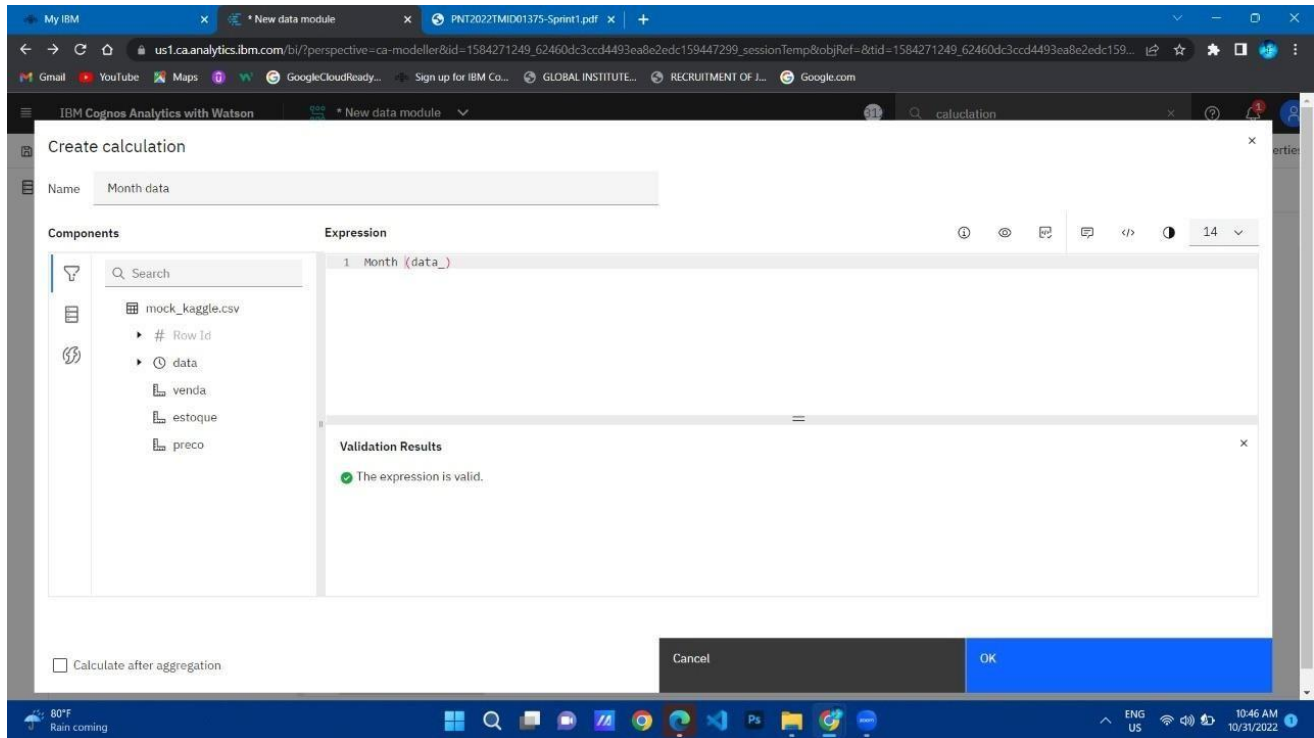 My IBM
* New data module
PNT2022TMID01375-Sprint1.pdf
us1.ca.analytics.ibm.com/bi/?perspective=ca-modeller&id=1584271249_62460dc3ccd4493ea8e2edc159447299_sessionTemp&objRef=&tid=1584271249_62460dc3ccd4493ea8e2edc159...
Gmail YouTube Maps GoogleCloudReady... Sign up for IBM Co... GLOBAL INSTITUTE... RECRUITMENT OF J... Google.com
IBM Cognos Analytics with Watson * New data module caluclation 1
Create calculation
erties
Name Month data
Components Expression 14
Search 1 Month (data_)
mock_kaggle.csv
# Row Id
data
venda
estoque
preco
Validation Results
The expression is valid.
Calculate after aggregation
Cancel OK
80°F
Rain coming
ENG
US
10:46 AM
10/31/2022
1